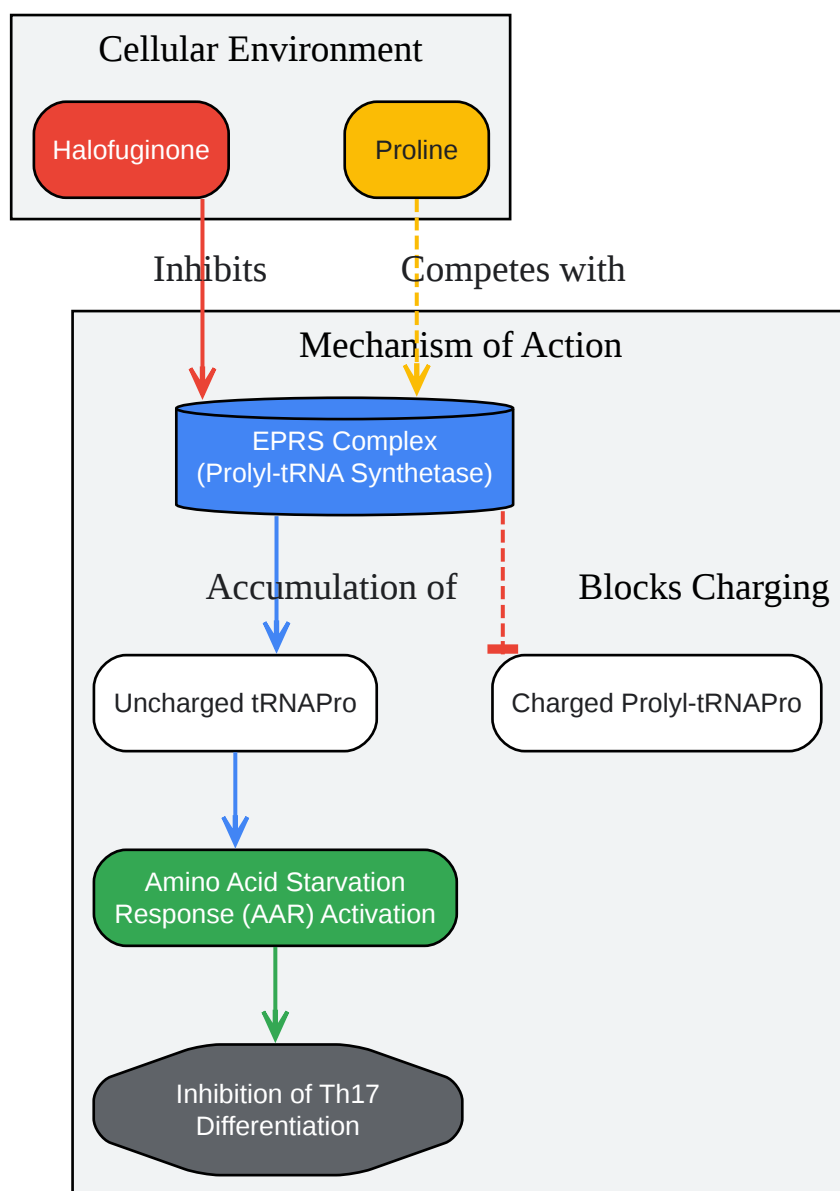 Cellular Environment
Halofuginone
Proline
Inhibits
Competes with
Mechanism of Action
EPRS Complex
(Prolyl-tRNA Synthetase)
Accumulation of
Blocks Charging
Uncharged tRNAPro
Charged Prolyl-tRNAPro
Amino Acid Starvation
Response (AAR) Activation
Inhibition of Th17
Differentiation